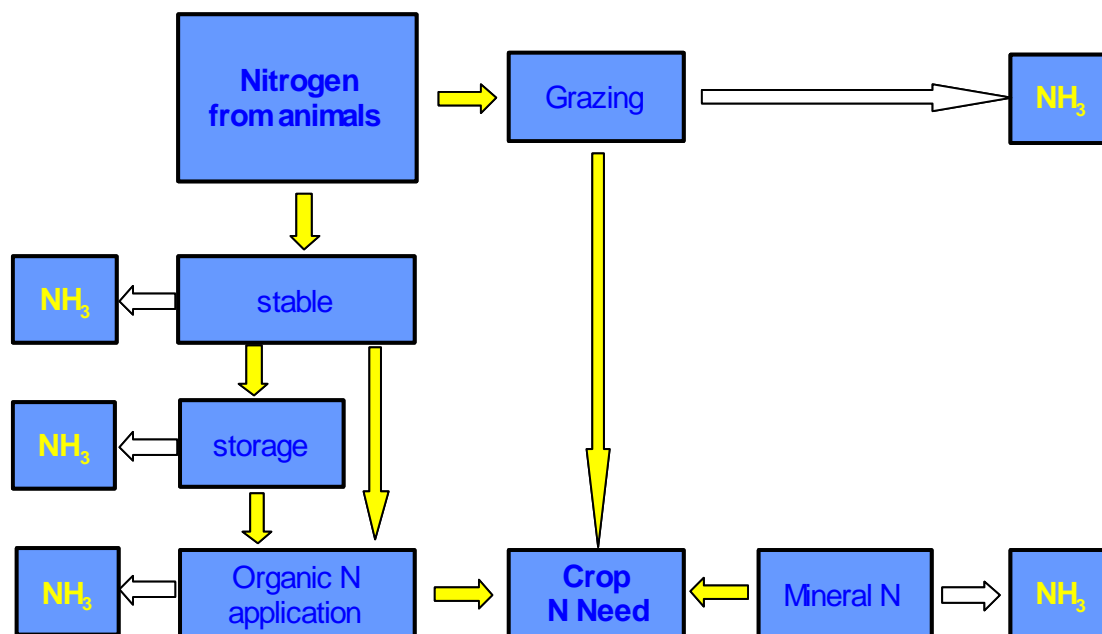 Nitrogen
from animals
Grazing
NH₃
NH₃
stable
NH₃
storage
NH₃
Organic N
application
Crop
N Need
Mineral N
NH₃